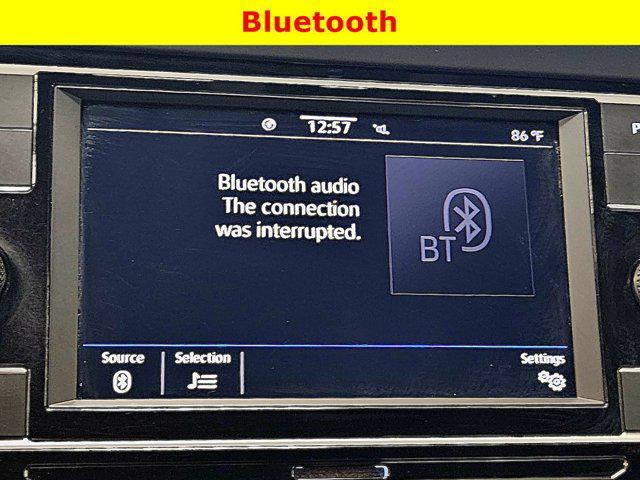 Bluetooth
12:57
86°F
Bluetooth audio
The connection
was interrupted.
BT
Source
Selection
Settings